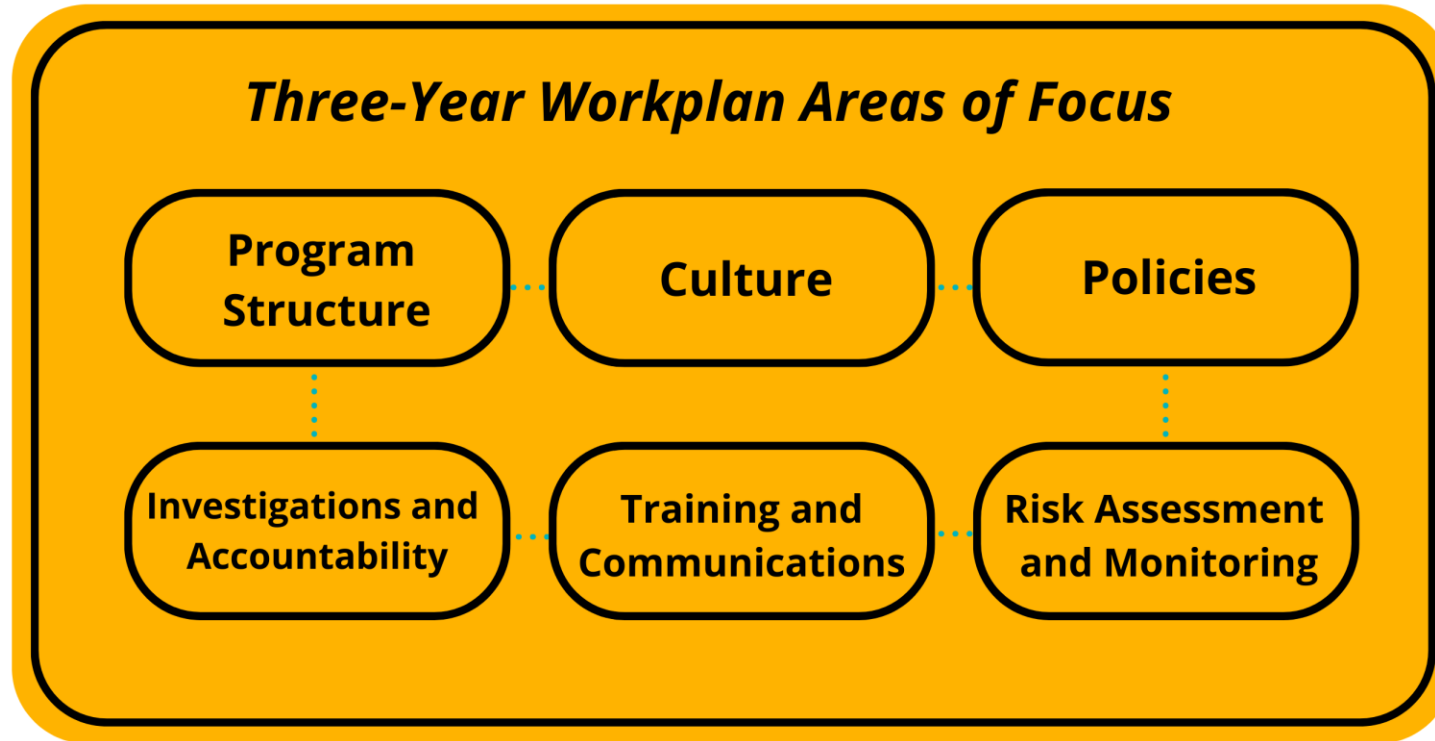 Three-Year Workplan Areas of Focus
Program
Structure
Culture
Policies
Investigations and
Accountability
Training and
Communications
Risk Assessment
and Monitoring